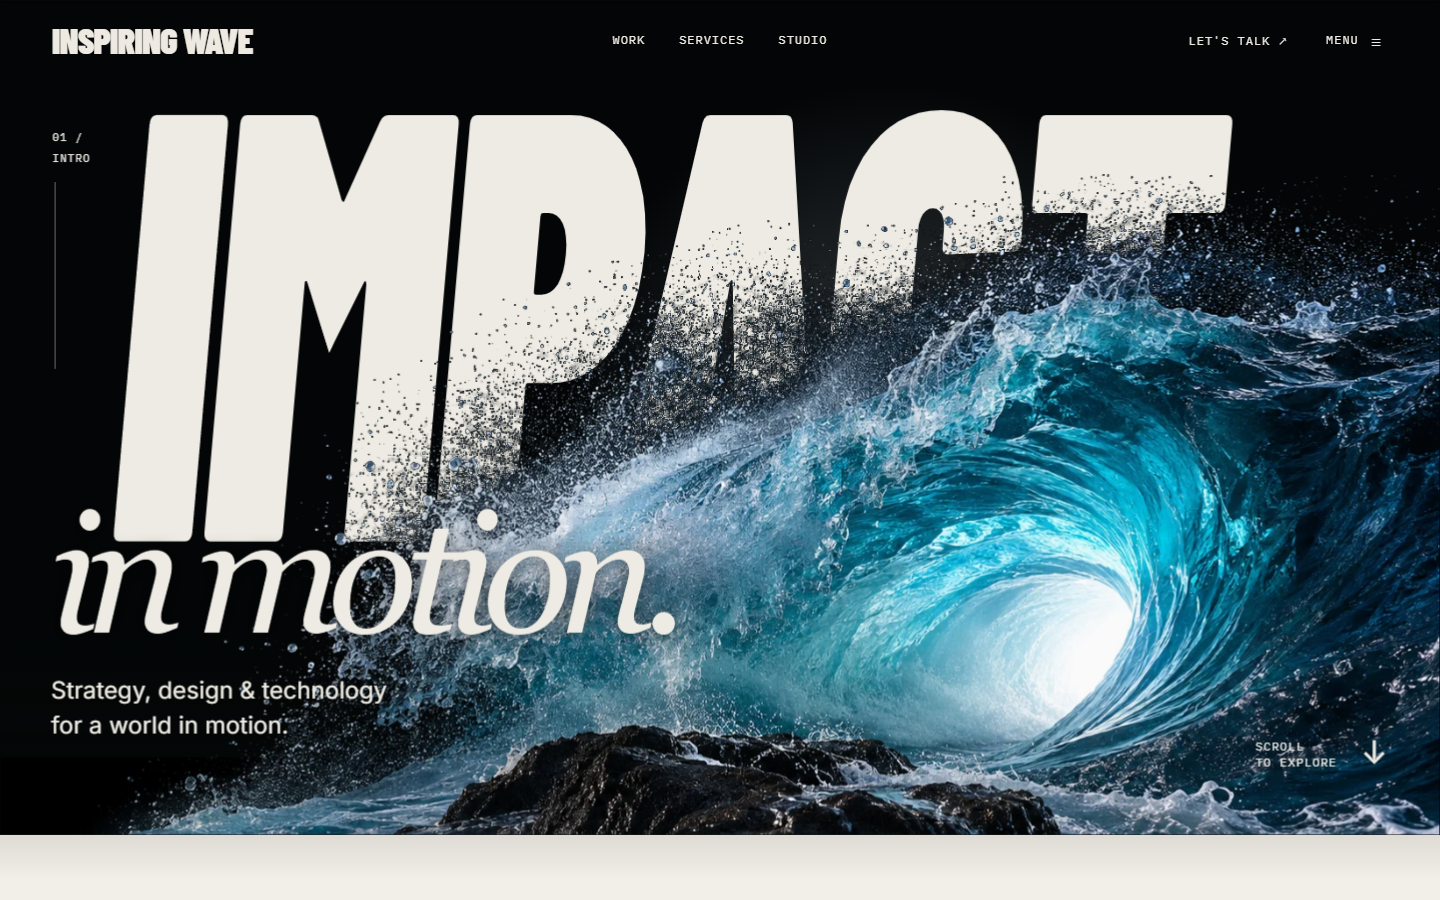 INSPIRING WAVE
WORK SERVICES STUDIO
LET'S TALK ↗ MENU ≡
01 /
INTRO
IMPACT
in motion.
Strategy, design & technology
for a world in motion.
SCROLL
TO EXPLORE ↓